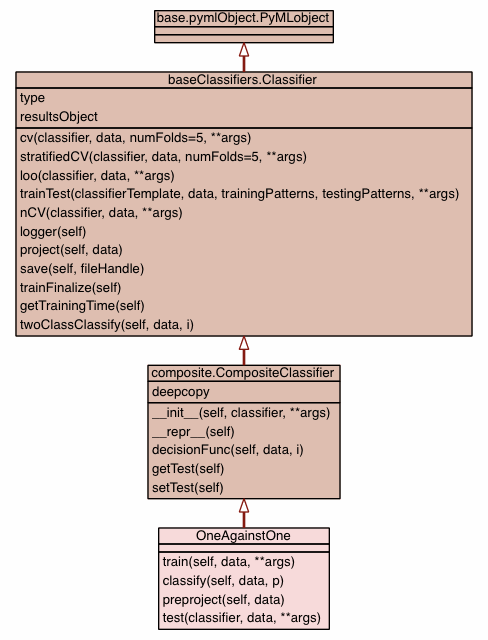 base.pymlObject.PyMLobject
baseClassifiers.Classifier
type
resultsObject
cv(classifier, data, numFolds=5, **args)
stratifiedCV(classifier, data, numFolds=5, **args)
loo(classifier, data, **args)
trainTest(classifierTemplate, data, trainingPatterns, testingPatterns, **args)
nCV(classifier, data, **args)
logger(self)
project(self, data)
save(self, fileHandle)
trainFinalize(self)
getTrainingTime(self)
twoClassClassify(self, data, i)
composite.CompositeClassifier
deepcopy
__init__(self, classifier, **args)
__repr__(self)
decisionFunc(self, data, i)
getTest(self)
setTest(self)
OneAgainstOne
train(self, data, **args)
classify(self, data, p)
preproject(self, data)
test(classifier, data, **args)